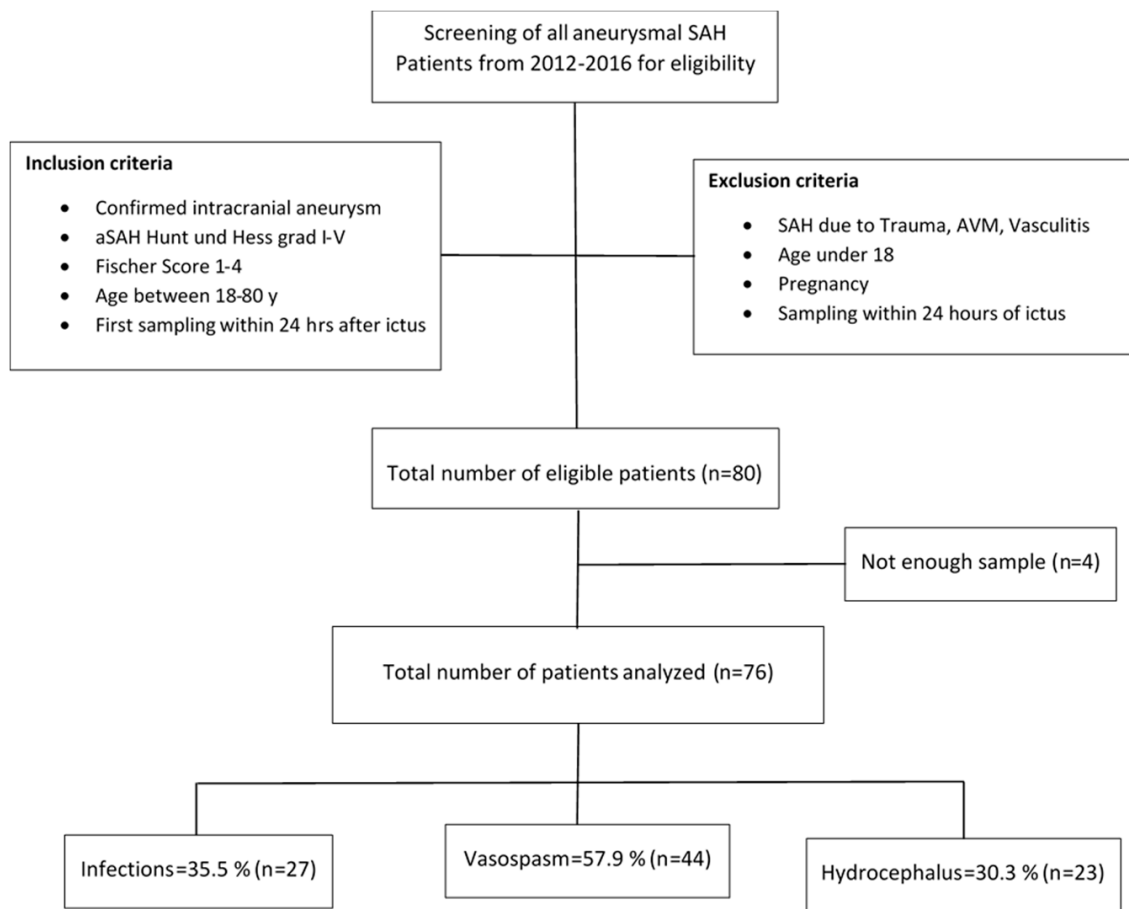 Screening of all aneurysmal SAH
Patients from 2012-2016 for eligibility
Inclusion criteria
• Confirmed intracranial aneurysm
• aSAH Hunt und Hess grad I-V
• Fischer Score 1-4
• Age between 18-80 y
• First sampling within 24 hrs after ictus
Exclusion criteria
• SAH due to Trauma, AVM, Vasculitis
• Age under 18
• Pregnancy
• Sampling within 24 hours of ictus
Total number of eligible patients (n=80)
Not enough sample (n=4)
Total number of patients analyzed (n=76)
Infections=35.5 % (n=27)
Vasospasm=57.9 % (n=44)
Hydrocephalus=30.3 % (n=23)